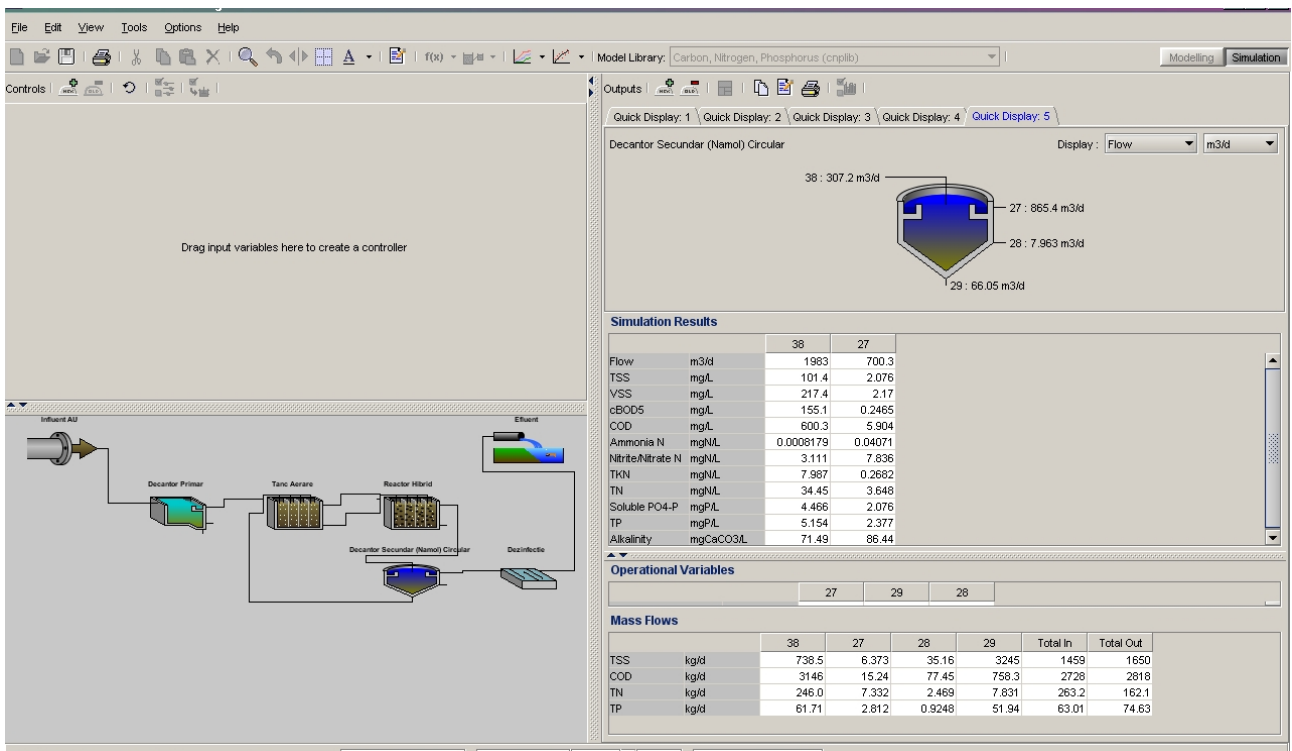 File Edit View Tools Options Help
A f(x) Model Library: Carbon, Nitrogen, Phosphorus (cnplib) Modelling Simulation
Controls
Outputs
Quick Display: 1 Quick Display: 2 Quick Display: 3 Quick Display: 4 Quick Display: 5
Decantor Secundar (Namol) Circular Display : Flow m3/d
38 : 307.2 m3/d
27 : 865.4 m3/d
28 : 7.963 m3/d
29 : 66.05 m3/d
Drag input variables here to create a controller
Simulation Results
38 27
Flow m3/d 1983 700.3
TSS mg/L 101.4 2.076
VSS mg/L 217.4 2.17
cBOD5 mg/L 155.1 0.2465
COD mg/L 600.3 5.904
Ammonia N mgN/L 0.0008179 0.04071
Nitrite/Nitrate N mgN/L 3.111 7.836
TKN mgN/L 7.987 0.2682
TN mgN/L 34.45 3.648
Soluble PO4-P mgP/L 4.466 2.076
TP mgP/L 5.154 2.377
Alkalinity mgCaCO3/L 71.49 86.44
Operational Variables
27 29 28
Mass Flows
38 27 28 29 Total In Total Out
TSS kg/d 738.5 6.373 35.16 3245 1459 1650
COD kg/d 3146 15.24 77.45 758.3 2728 2818
TN kg/d 246.0 7.332 2.469 7.831 263.2 162.1
TP kg/d 61.71 2.812 0.9248 51.94 63.01 74.63
Influent AU
Efluent
Decantor Primar
Tanc Aerare
Reactor Hibrid
Decantor Secundar (Namol) Circular
Dezinfectie